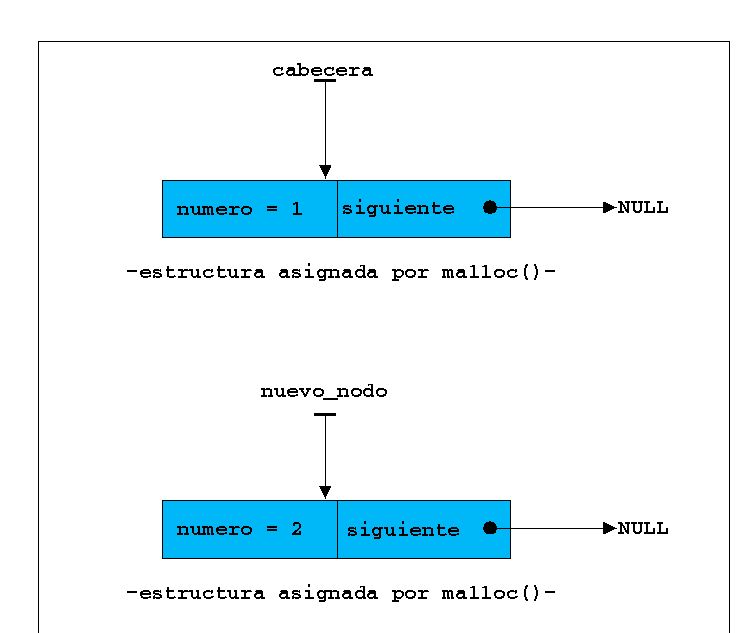 cabecera
numero = 1 siguiente NULL
-estructura asignada por malloc()-
nuevo_nodo
numero = 2 siguiente NULL
-estructura asignada por malloc()-